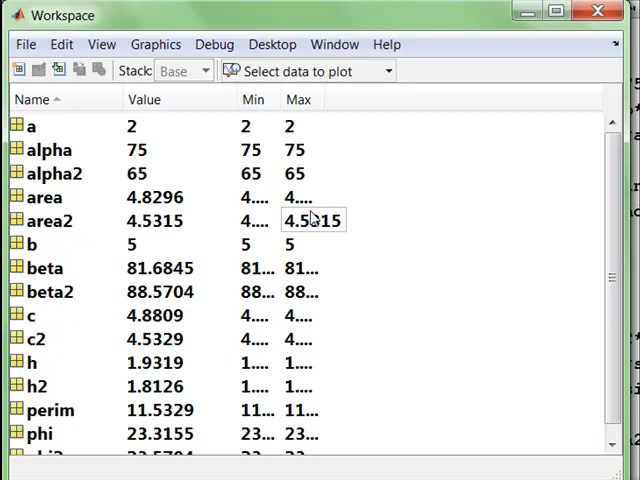 Workspace
File Edit View Graphics Debug Desktop Window Help
Stack: Base Select data to plot
Name Value Min Max
a 2 2 2
alpha 75 75 75
alpha2 65 65 65
area 4.8296 4.... 4....
area2 4.5315 4.... 4.5315
b 5 5 5
beta 81.6845 81... 81...
beta2 88.5704 88... 88...
c 4.8809 4.... 4....
c2 4.5329 4.... 4....
h 1.9319 1.... 1....
h2 1.8126 1.... 1....
perim 11.5329 11... 11...
phi 23.3155 23... 23...